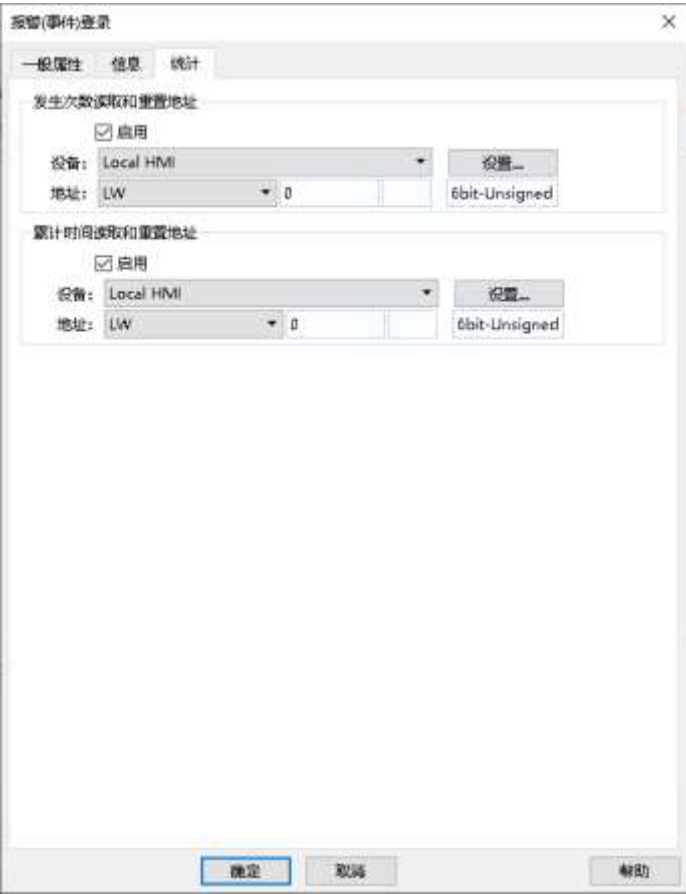 报警(事件)登录
一般属性 信息 统计
发生次数读取和重置地址
启用
设备： Local HMI 设置...
地址： LW 0 6bit-Unsigned
累计时间读取和重置地址
启用
设备： Local HMI 设置...
地址： LW 0 6bit-Unsigned
确定 取消 帮助